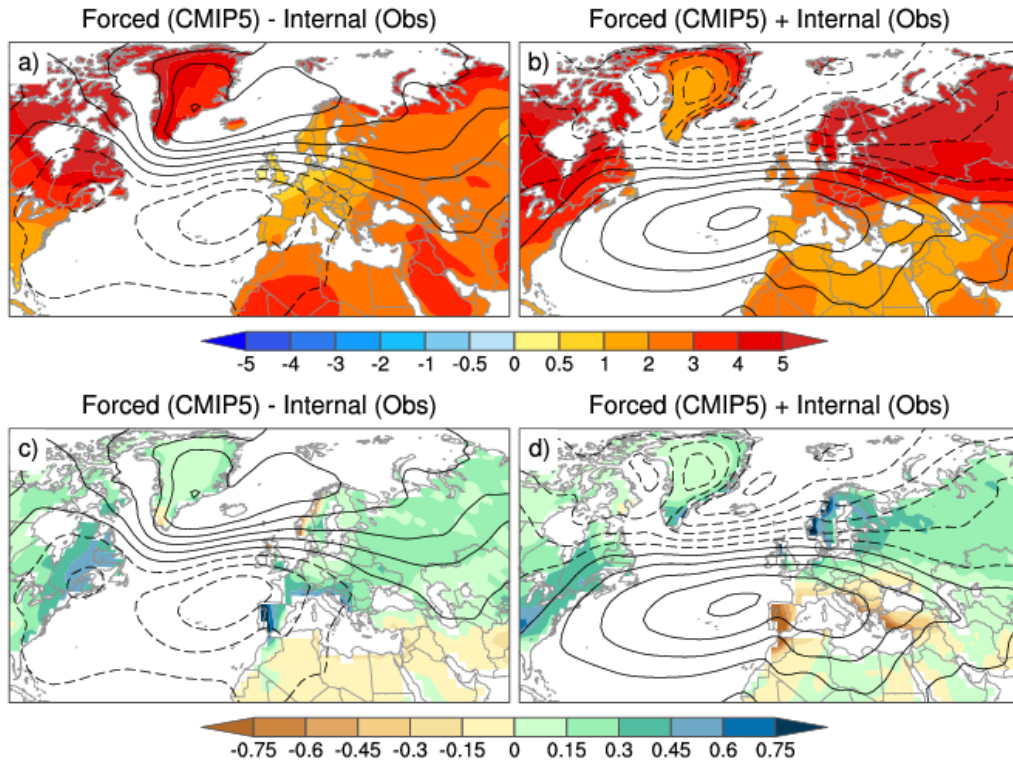 Forced (CMIP5) - Internal (Obs)
Forced (CMIP5) + Internal (Obs)
a)
b)
-5 -4 -3 -2 -1 -0.5 0 0.5 1 2 3 4 5
Forced (CMIP5) - Internal (Obs)
Forced (CMIP5) + Internal (Obs)
c)
d)
-0.75 -0.6 -0.45 -0.3 -0.15 0 0.15 0.3 0.45 0.6 0.75